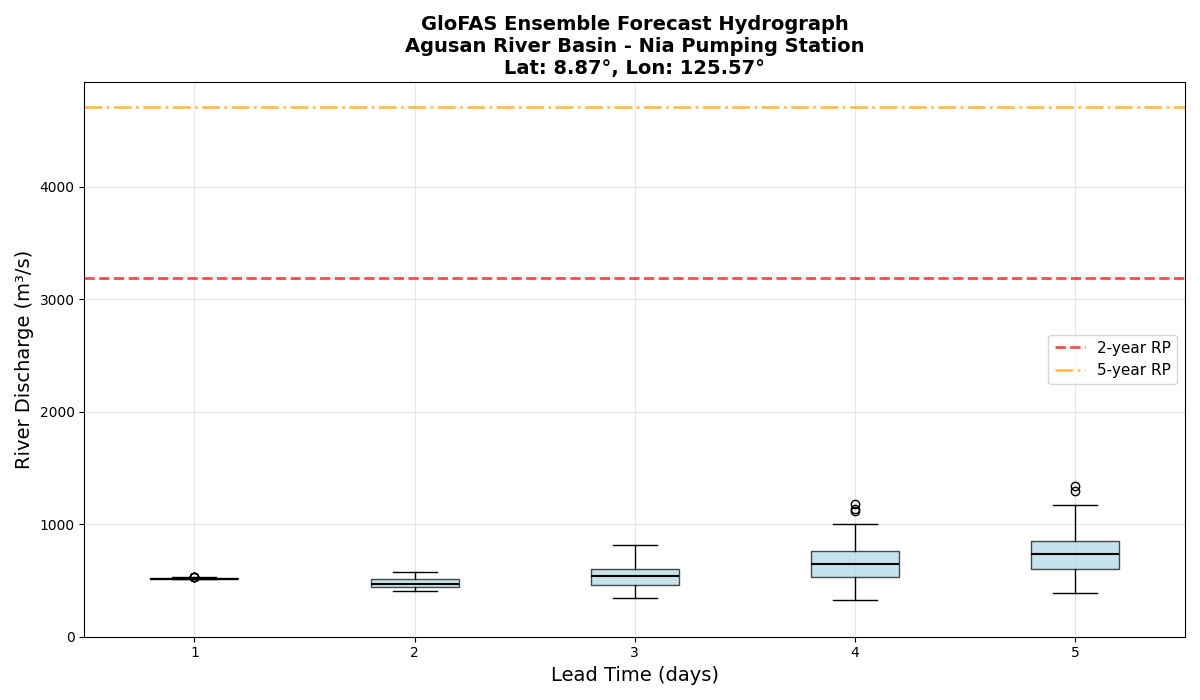 GloFAS Ensemble Forecast Hydrograph
Agusan River Basin - Nia Pumping Station
Lat: 8.87°, Lon: 125.57°
River Discharge (m³/s)
4000
3000
2000
1000
0
2-year RP
5-year RP
1 2 3 4 5
Lead Time (days)